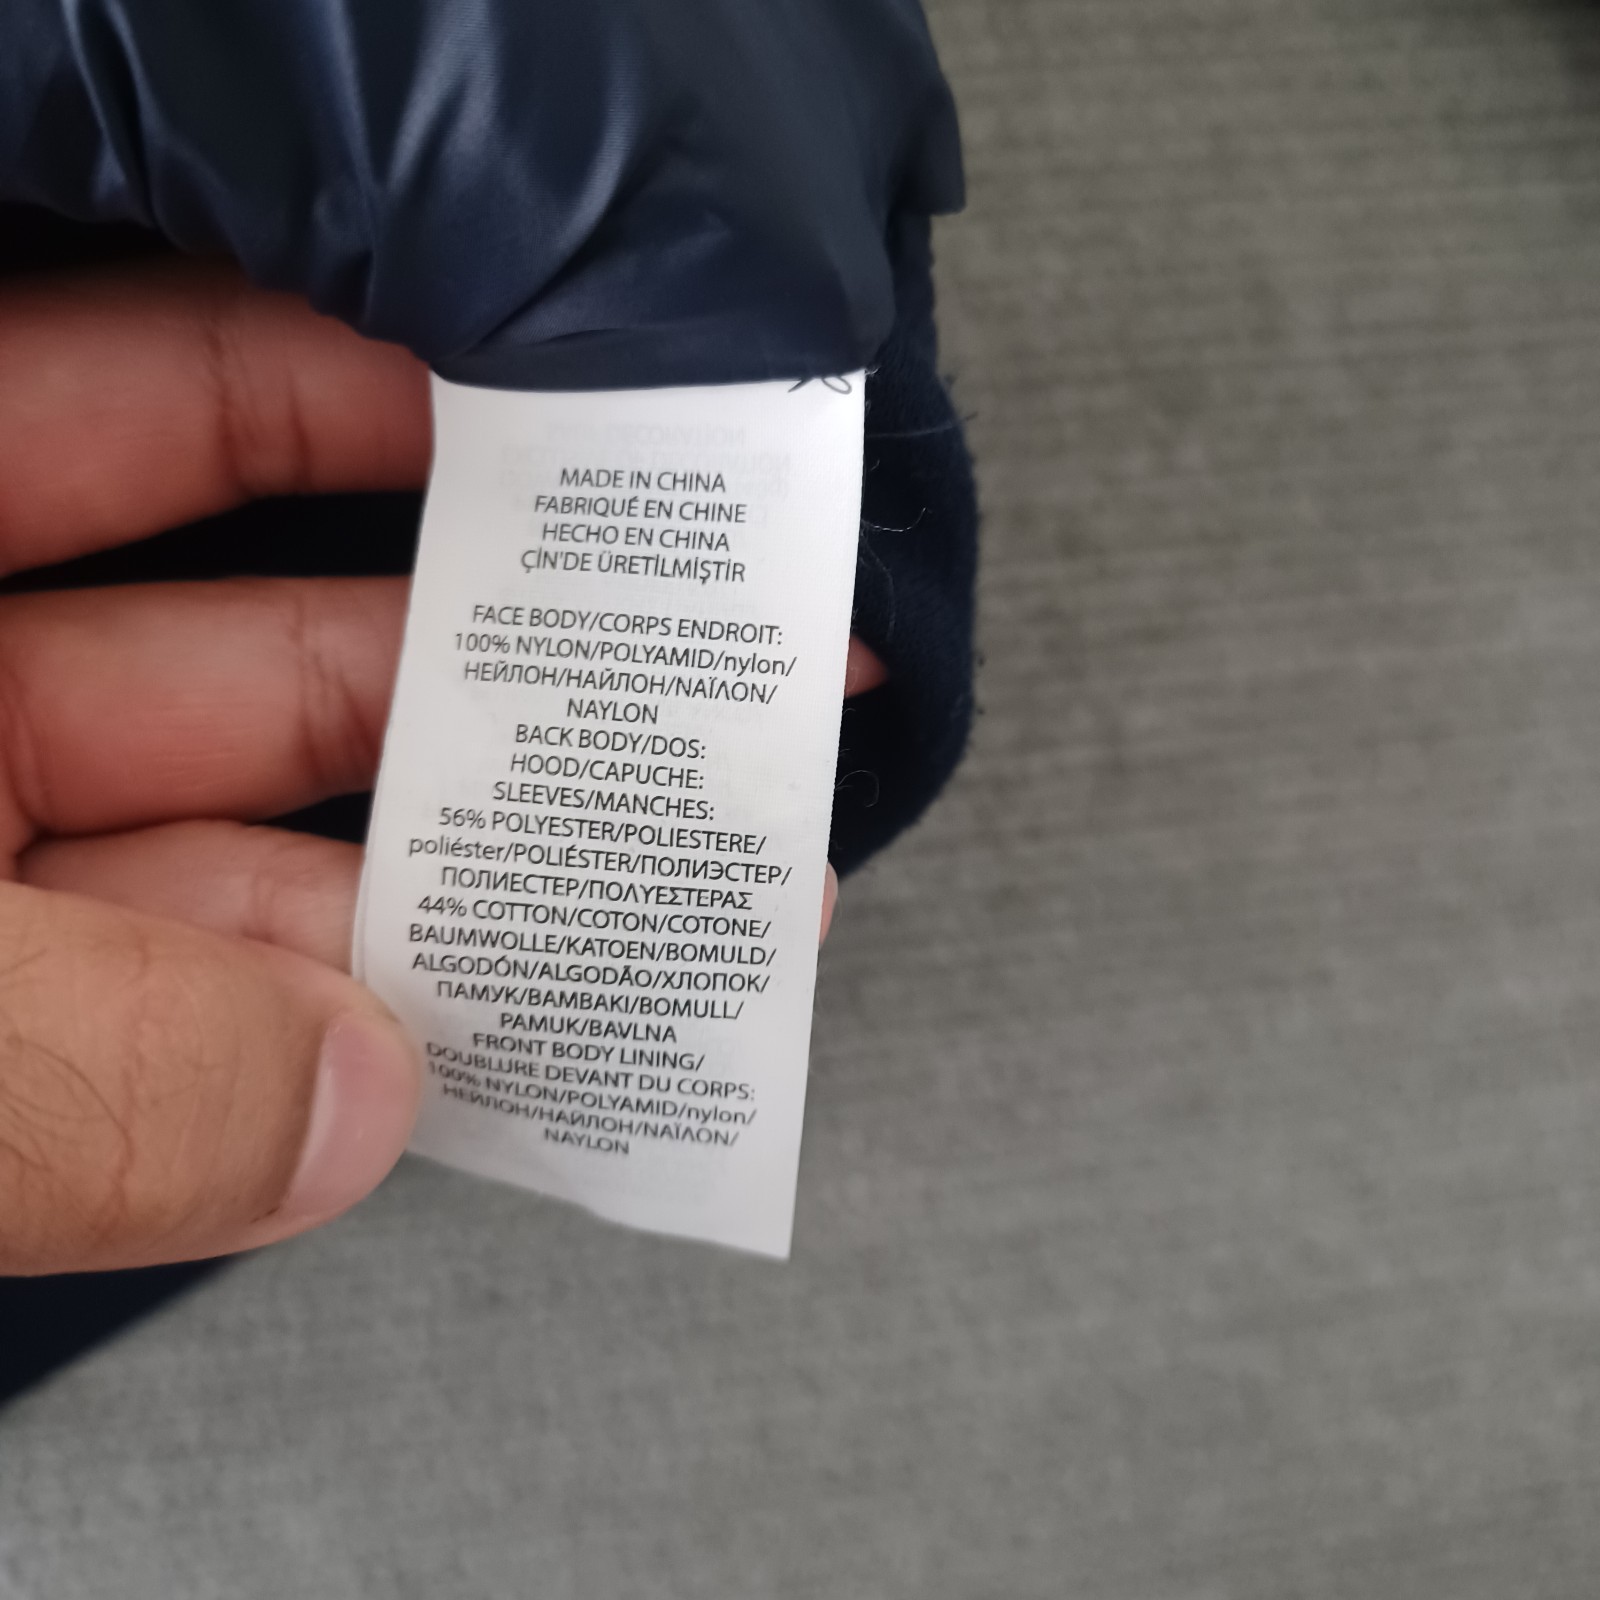 MADE IN CHINA
FABRIQUÉ EN CHINE
HECHO EN CHINA
ÇİN'DE ÜRETİLMİŞTİR
FACE BODY/CORPS ENDROIT:
100% NYLON/POLYAMID/nylon/
НЕЙЛОН/НАЙЛОН/ΝΑΪΛΟΝ/
NAYLON
BACK BODY/DOS:
HOOD/CAPUCHE:
SLEEVES/MANCHES:
56% POLYESTER/POLIESTERE/
poliéster/POLIÉSTER/ПОЛИЭСТЕР/
ПОЛИЕСТЕР/ΠΟΛΥΕΣΤΕΡΑΣ
44% COTTON/COTON/COTONE/
BAUMWOLLE/KATOEN/BOMULD/
ALGODÓN/ALGODÃO/ХЛОПОК/
ПАМУК/BAMBAKI/BOMULL/
PAMUK/BAVLNA
FRONT BODY LINING/
DOUBLURE DEVANT DU CORPS:
100% NYLON/POLYAMID/nylon/
НЕЙЛОН/НАЙЛОН/ΝΑΪΛΟΝ/
NAYLON